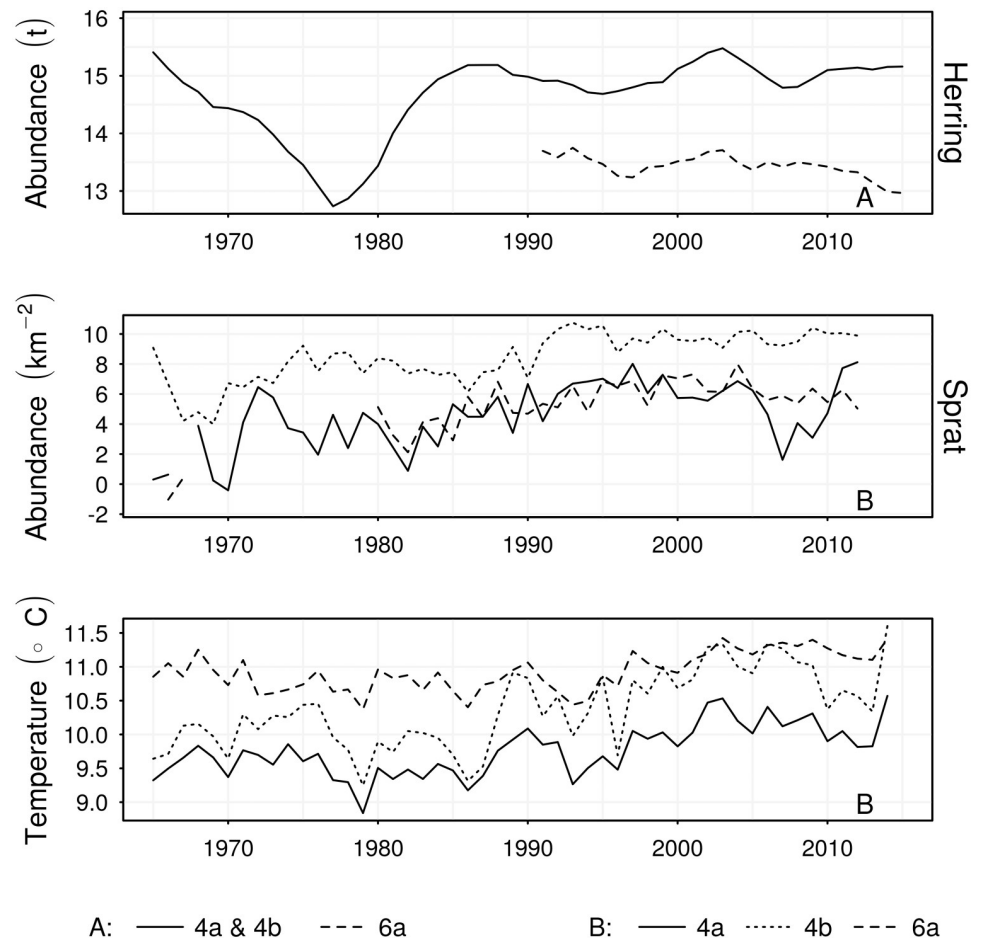 Abundance (t)
16
15
14
13
1970 1980 1990 2000 2010
A
Herring
Abundance (km−2)
10
8
6
4
2
0
-2
1970 1980 1990 2000 2010
B
Sprat
Temperature (° C)
11.5
11.0
10.5
10.0
9.5
9.0
1970 1980 1990 2000 2010
B
A: 4a & 4b 6a B: 4a 4b 6a